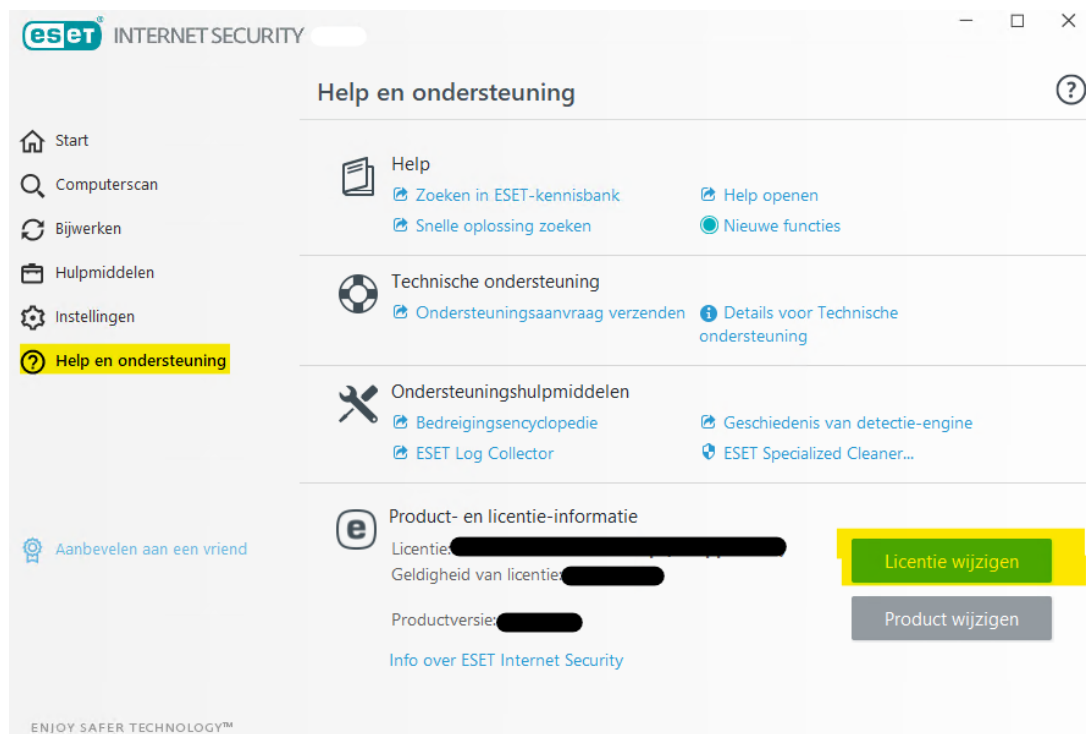 eset INTERNET SECURITY
Help en ondersteuning
Start
Computerscan
Bijwerken
Hulpmiddelen
Instellingen
Help en ondersteuning
Aanbevelen aan een vriend
Help
Zoeken in ESET-kennisbank
Help openen
Snelle oplossing zoeken
Nieuwe functies
Technische ondersteuning
Ondersteuningsaanvraag verzenden
Details voor Technische
ondersteuning
Ondersteuningshulpmiddelen
Bedreigingsencyclopedie
Geschiedenis van detectie-engine
ESET Log Collector
ESET Specialized Cleaner...
Product- en licentie-informatie
Licentie:
Geldigheid van licentie:
Productversie:
Info over ESET Internet Security
Licentie wijzigen
Product wijzigen
ENJOY SAFER TECHNOLOGY™